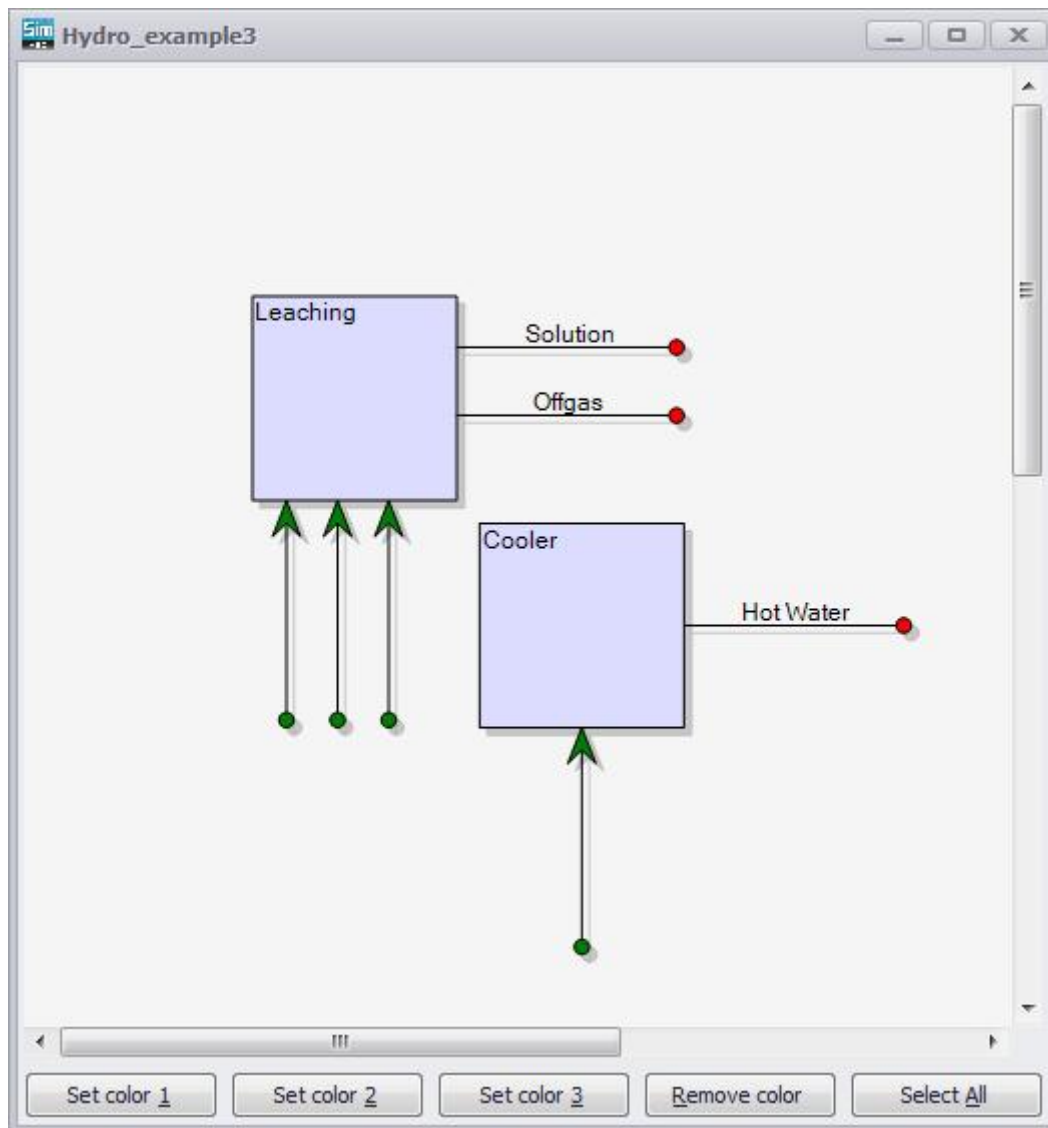 Sim
Hydro_example3
Leaching
Solution
Offgas
Cooler
Hot Water
Set color 1
Set color 2
Set color 3
Remove color
Select All